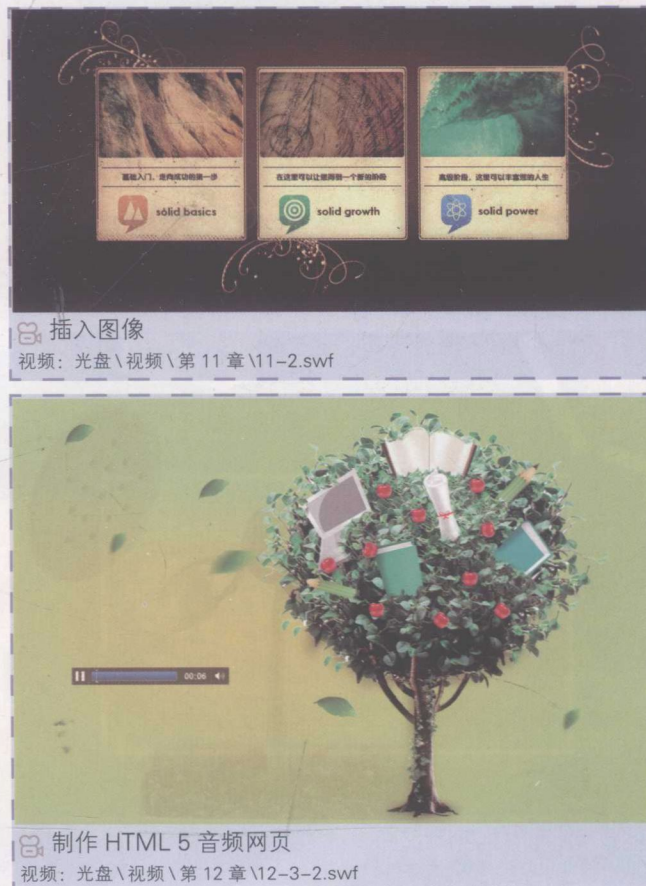 基础入门、走向成功的第一步
在这里可以让您得到一个新的阶段
高级阶段、这里可以丰富您的人生
solid basics
solid growth
solid power
插入图像
视频：光盘\视频\第 11 章\11-2.swf
00:06
制作 HTML 5 音频网页
视频：光盘\视频\第 12 章\12-3-2.swf